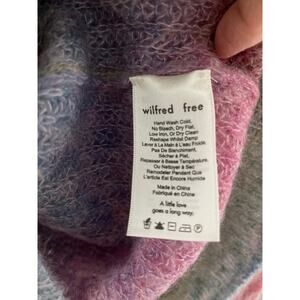 wilfred free
Hand Wash Cold,
No Bleach, Dry Flat,
Low Iron, Or Dry Clean
Reshape Whilst Damp
Laver à La Main à L'eau Froide,
Pas De Blanchiment,
Sécher à Plat,
Repasser à Basse Température,
Ou Nettoyer à Sec
Remodeler Pendant Que
L'article Est Encore Humide
Made in China
Fabriqué en Chine
A little love
goes a long way.